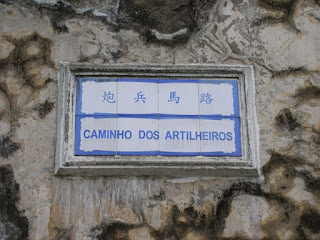 炮兵馬路
CAMINHO DOS ARTILHEIROS